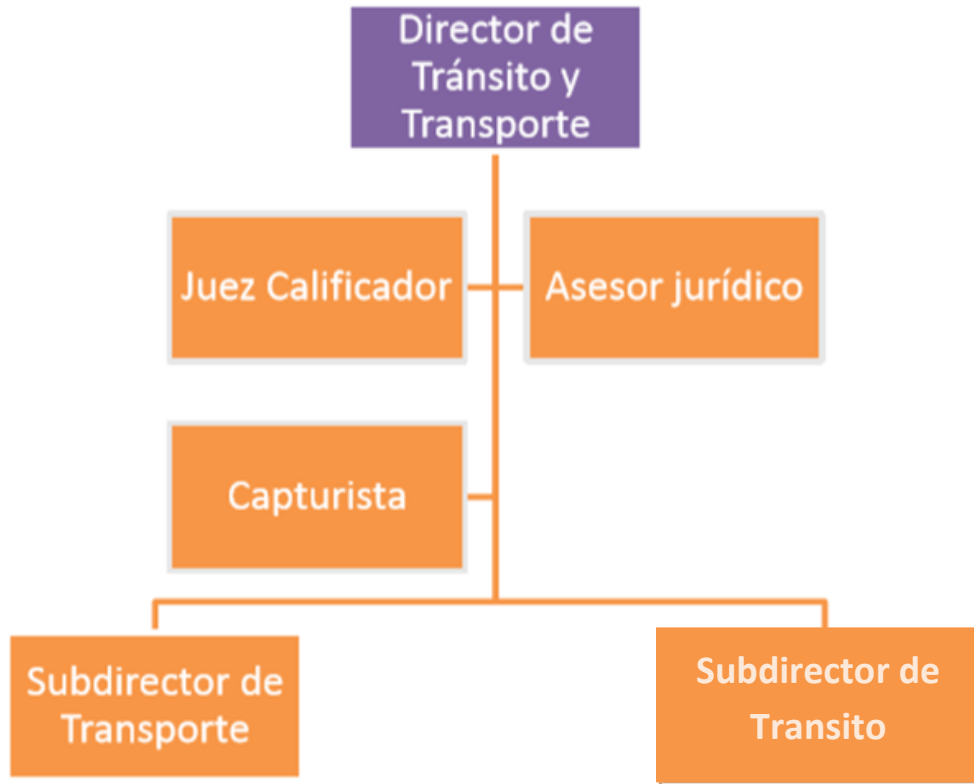 Director de
Tránsito y
Transporte
Juez Calificador
Asesor jurídico
Capturista
Subdirector de
Transporte
Subdirector de
Transito